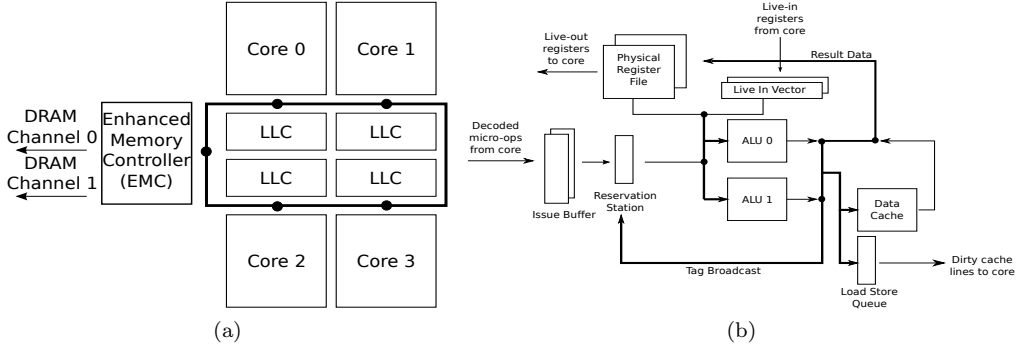 Core 0
Core 1
DRAM
Channel 0
DRAM
Channel 1
Enhanced
Memory
Controller
(EMC)
LLC
LLC
LLC
LLC
Core 2
Core 3
(a)
Live-in
registers
from core
Live-out
registers
to core
Physical
Register
File
Result Data
Live In Vector
Decoded
micro-ops
from core
ALU 0
ALU 1
Issue Buffer
Reservation
Station
Data
Cache
Tag Broadcast
Dirty cache
lines to core
Load Store
Queue
(b)